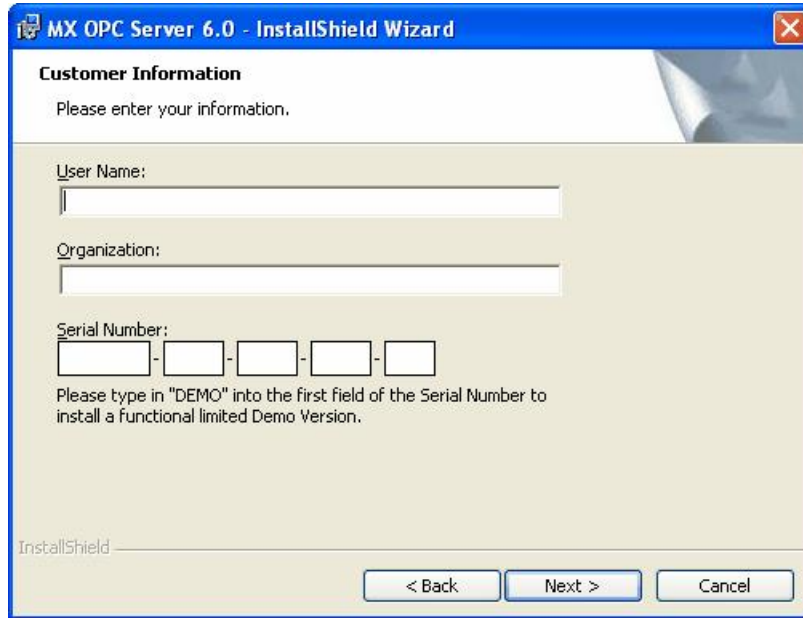 MX OPC Server 6.0 - InstallShield Wizard
Customer Information
Please enter your information.
User Name:
Organization:
Serial Number:
- - - -
Please type in "DEMO" into the first field of the Serial Number to
install a functional limited Demo Version.
InstallShield
< Back Next > Cancel